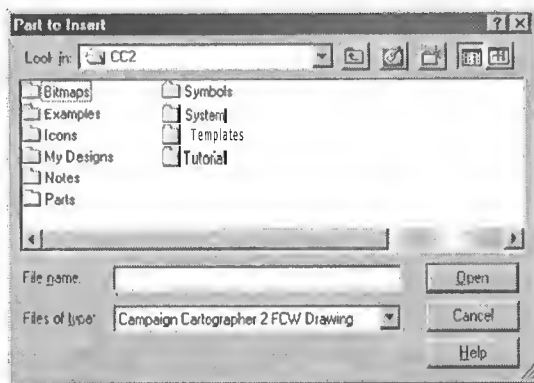 Part to Insert
Look in: CC2
Bitmaps
Examples
Icons
My Designs
Notes
Parts
Symbols
System
Templates
Tutorial
File name:
Open
Files of type: Campaign Cartographer 2 FCW Drawing
Cancel
Help